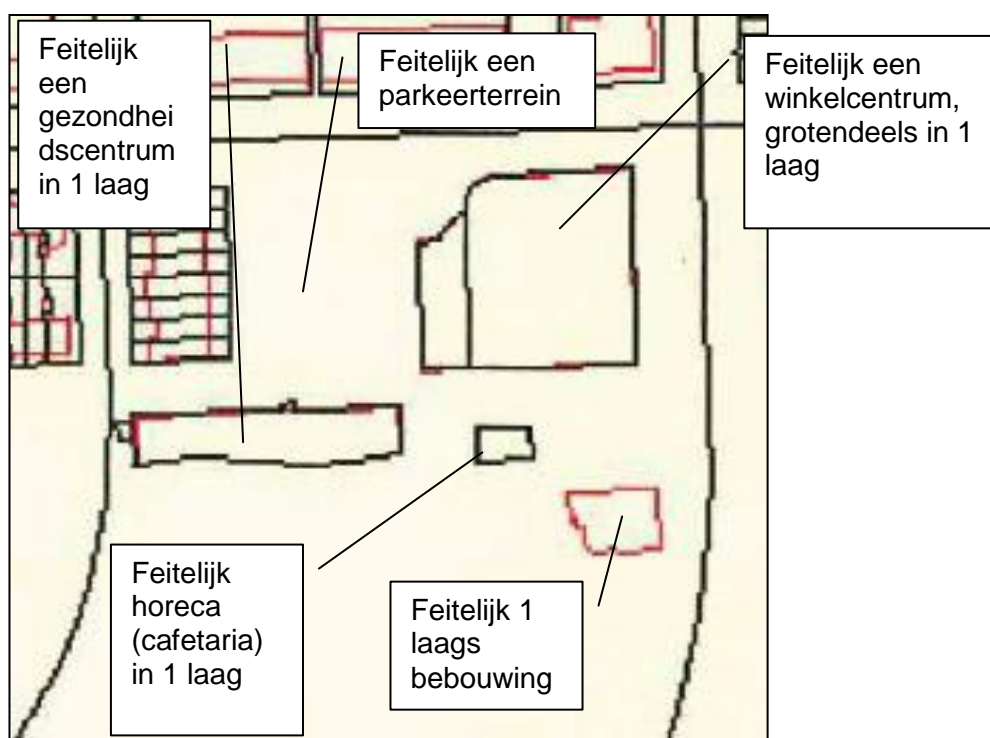 Feitelijk
een
gezondhei
dscentrum
in 1 laag
Feitelijk een
parkeerterrein
Feitelijk een
winkelcentrum,
grotendeels in 1
laag
Feitelijk
horeca
(cafetaria)
in 1 laag
Feitelijk 1
laags
bebouwing